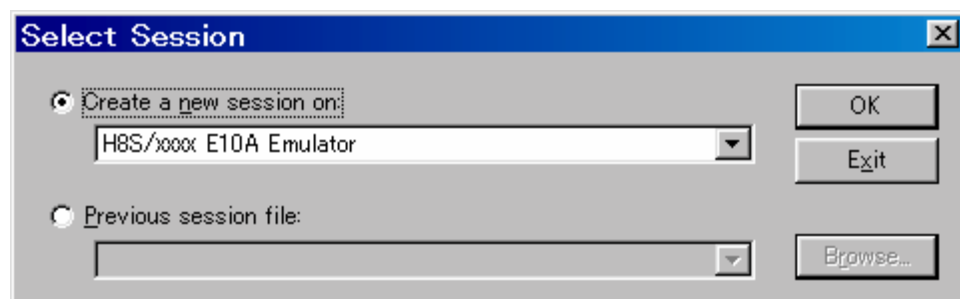 Select Session
Create a new session on:
OK
H8S/xxxx E10A Emulator
Exit
Previous session file:
Browse...